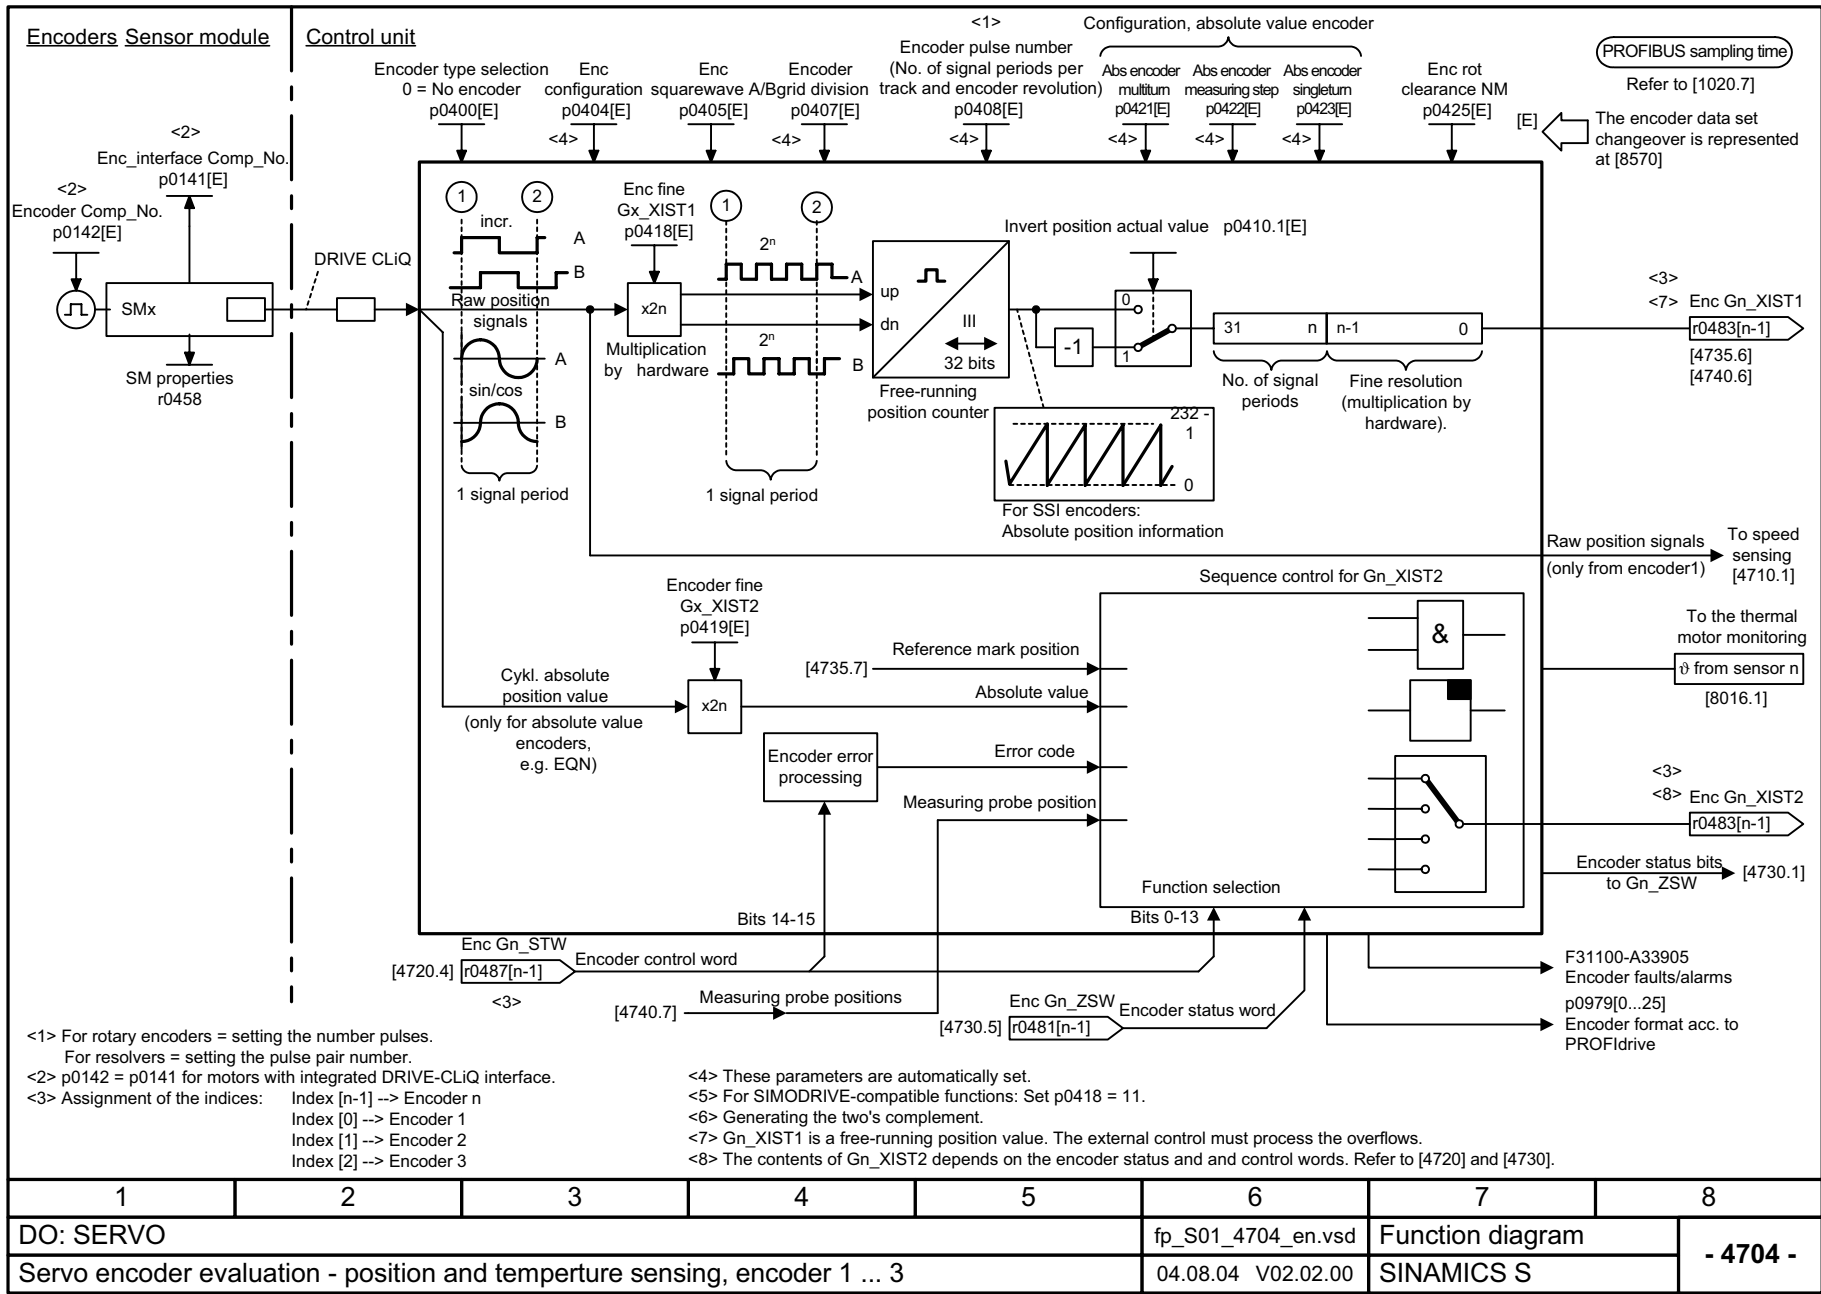 Encoders Sensor module
Control unit
<1>
Configuration, absolute value encoder
PROFIBUS sampling time
Refer to [1020.7]
Encoder type selection
0 = No encoder
p0400[E]
Enc
configuration
p0404[E]
<4>
Enc
squarewave A/B
p0405[E]
Encoder
grid division
p0407[E]
<4>
Encoder pulse number
(No. of signal periods per
track and encoder revolution)
p0408[E]
<4>
Abs encoder
multiturn
p0421[E]
<4>
Abs encoder
measuring step
p0422[E]
<4>
Abs encoder
singleturn
p0423[E]
<4>
Enc rot
clearance NM
p0425[E]
[E]
The encoder data set
changeover is represented
at [8570]
<2>
Enc_interface Comp_No.
p0141[E]
<2>
Encoder Comp_No.
p0142[E]
SMx
SM properties
r0458
DRIVE CLiQ
1
2
incr.
A
B
Raw position
signals
A
sin/cos
B
1 signal period
Enc fine
Gx_XIST1
p0418[E]
x2n
Multiplication
by hardware
1
2
2ⁿ
A
2ⁿ
B
1 signal period
up
dn
III
32 bits
Free-running
position counter
Invert position actual value p0410.1[E]
0
-1
1
31 n
n-1 0
No. of signal
periods
Fine resolution
(multiplication by
hardware).
232 -
1
0
For SSI encoders:
Absolute position information
<3>
<7> Enc Gn_XIST1
r0483[n-1]
[4735.6]
[4740.6]
Raw position signals
(only from encoder1)
To speed
sensing
[4710.1]
Encoder fine
Gx_XIST2
p0419[E]
x2n
Cykl. absolute
position value
(only for absolute value
encoders,
e.g. EQN)
Sequence control for Gn_XIST2
[4735.7]
Reference mark position
Absolute value
Encoder error
processing
Error code
Measuring probe position
&
Function selection
Bits 14-15
Bits 0-13
To the thermal
motor monitoring
ϑ from sensor n
[8016.1]
<3>
<8> Enc Gn_XIST2
r0483[n-1]
Encoder status bits
to Gn_ZSW
[4730.1]
Enc Gn_STW
[4720.4] r0487[n-1]
Encoder control word
<3>
[4740.7]
Measuring probe positions
Enc Gn_ZSW
[4730.5] r0481[n-1]
Encoder status word
F31100-A33905
Encoder faults/alarms
p0979[0...25]
Encoder format acc. to
PROFIdrive
<1> For rotary encoders = setting the number pulses.
For resolvers = setting the pulse pair number.
<2> p0142 = p0141 for motors with integrated DRIVE-CLiQ interface.
<3> Assignment of the indices: Index [n-1] --> Encoder n
Index [0] --> Encoder 1
Index [1] --> Encoder 2
Index [2] --> Encoder 3
<4> These parameters are automatically set.
<5> For SIMODRIVE-compatible functions: Set p0418 = 11.
<6> Generating the two's complement.
<7> Gn_XIST1 is a free-running position value. The external control must process the overflows.
<8> The contents of Gn_XIST2 depends on the encoder status and and control words. Refer to [4720] and [4730].
1 2 3 4 5 6 7 8
DO: SERVO
fp_S01_4704_en.vsd
Function diagram
- 4704 -
Servo encoder evaluation - position and temperture sensing, encoder 1 ... 3
04.08.04 V02.02.00
SINAMICS S